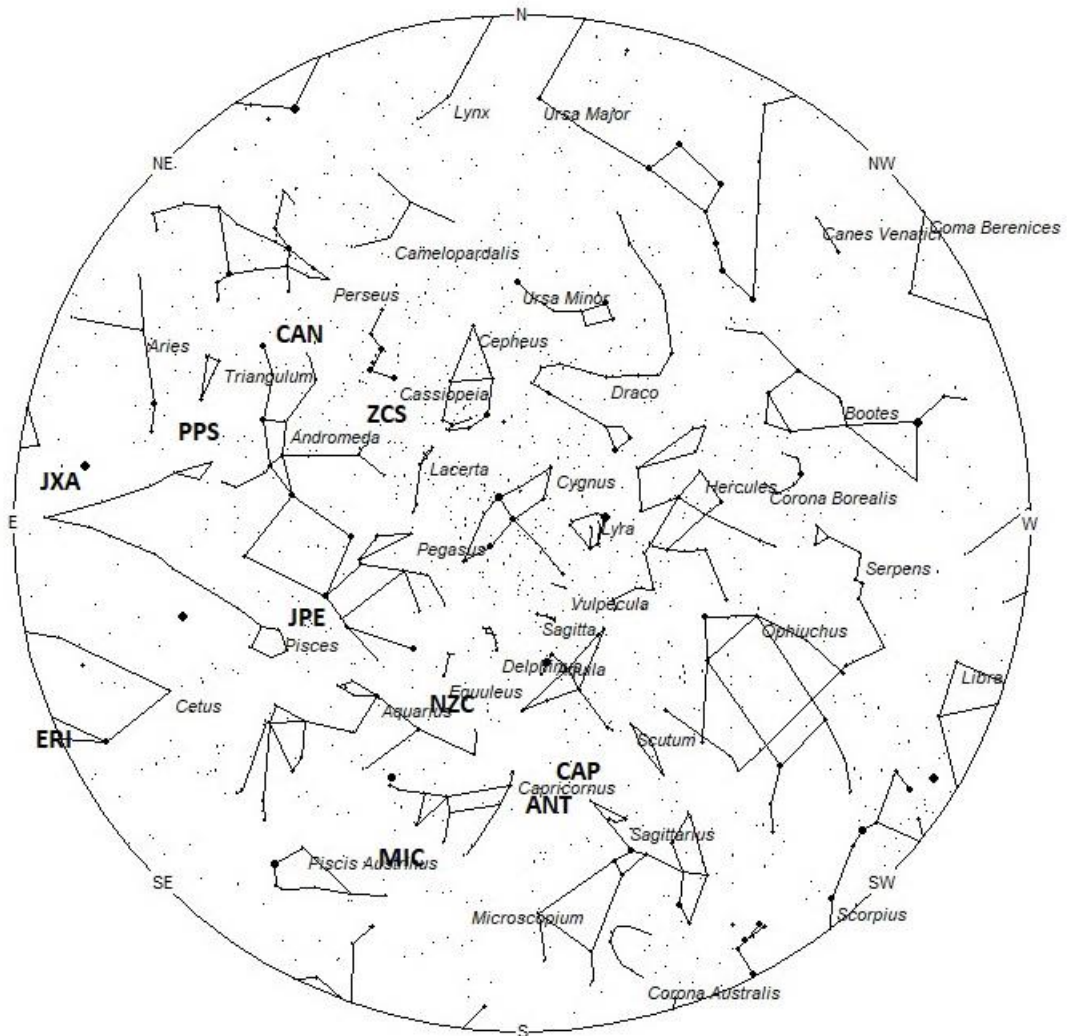 N
Lynx
Ursa Major
NE
NW
Canes Venatici
Coma Berenices
Camelopardalis
Perseus
Ursa Minor
CAN
Aries
Cepheus
Triangulum
Cassiopeia
Draco
ZCS
Bootes
PPS
Andromeda
Lacerta
JXA
Cygnus
Hercules
Corona Borealis
E
Lyra
W
Pegasus
Serpens
Vulpecula
JPE
Sagitta
Ophiuchus
Pisces
Delphinus
Aquila
Libra
Equuleus
Cetus
NZC
Aquarius
ERI
Scutum
CAP
Capricornus
ANT
Sagittarius
MIC
Piscis Austrinus
SE
SW
Microscopium
Scorpius
Corona Australis
S